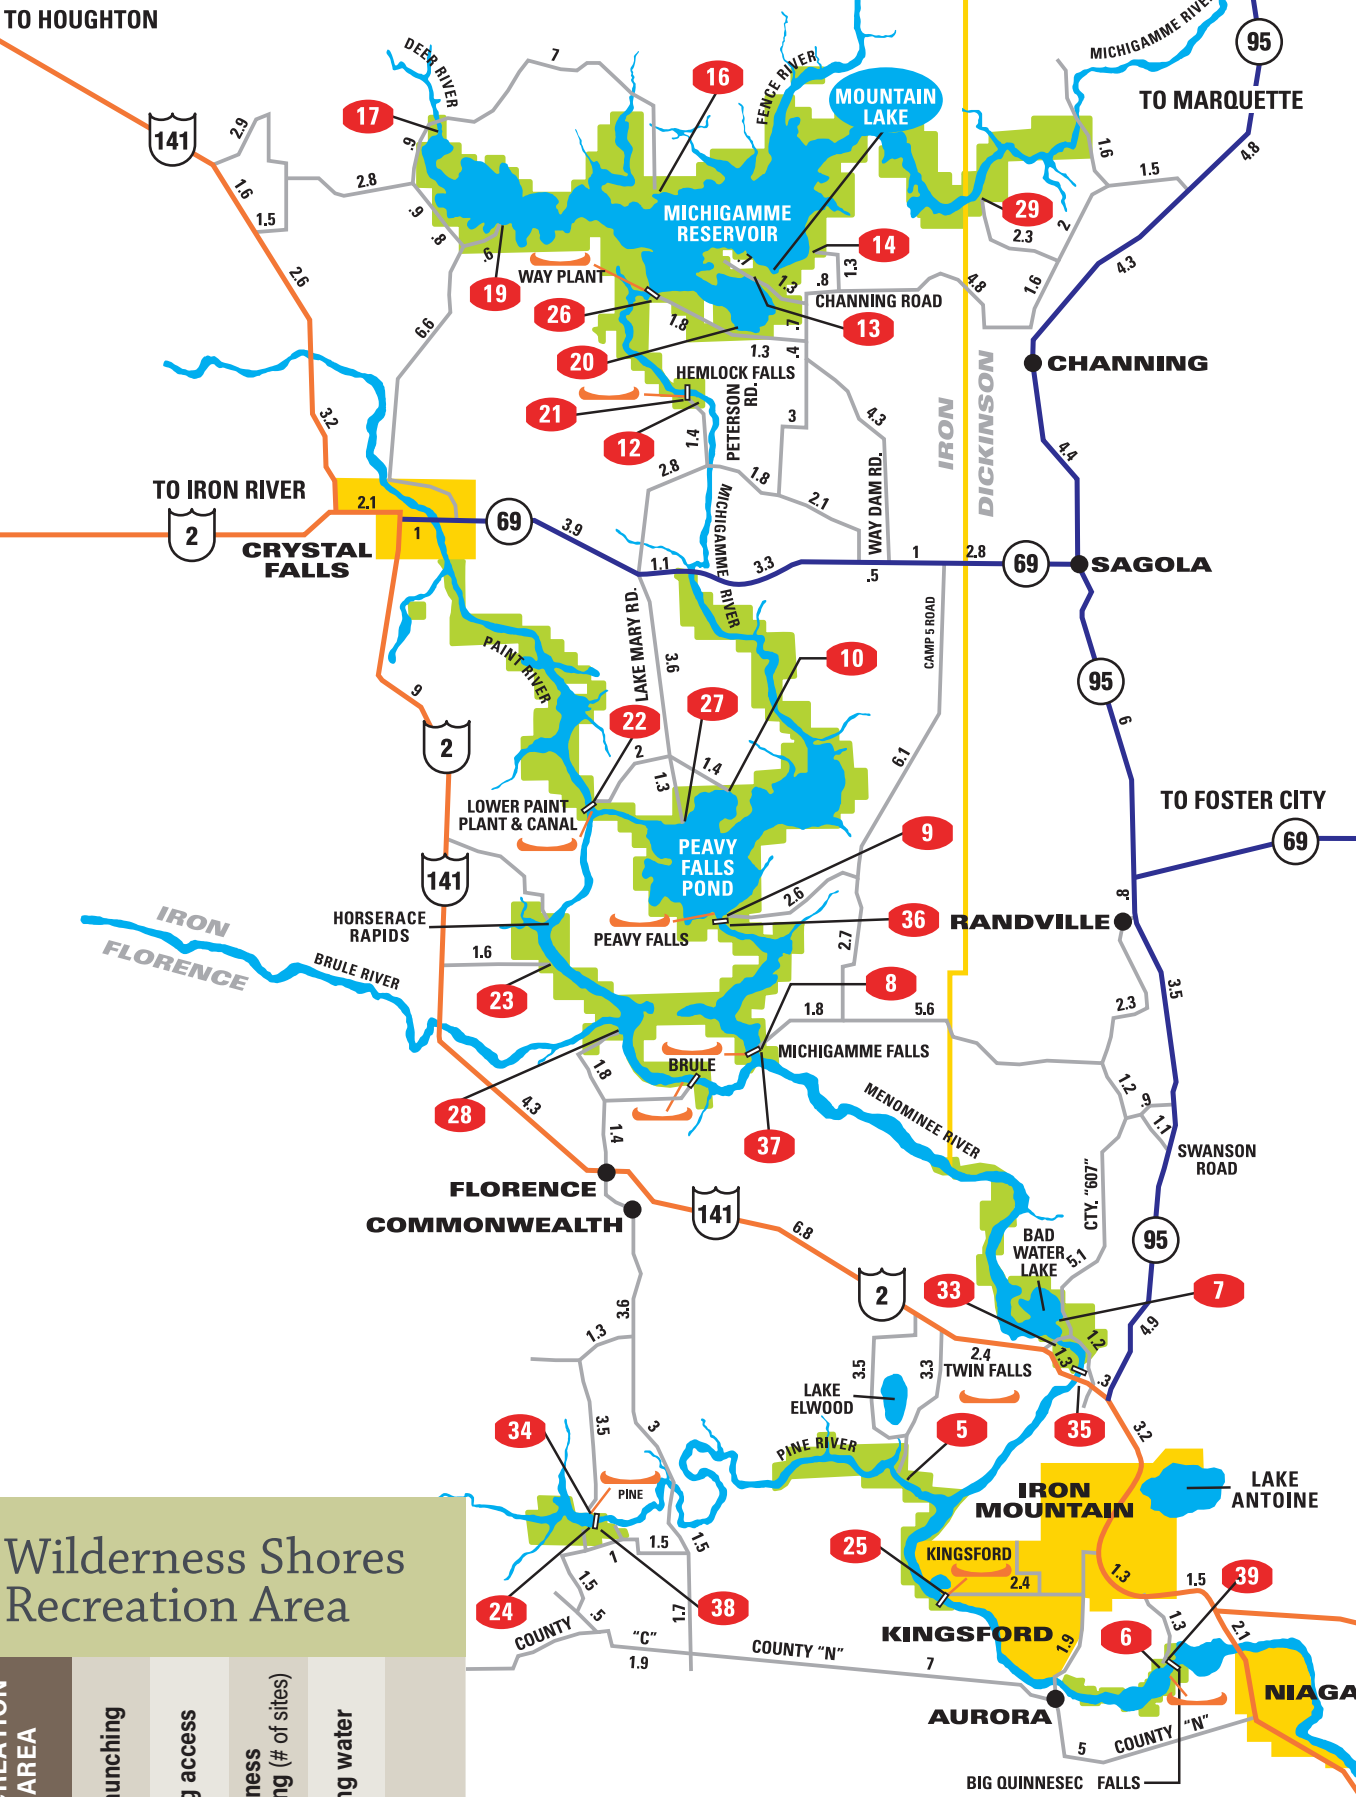 TO HOUGHTON
DEER RIVER
7
16
FENCE RIVER
MOUNTAIN
LAKE
MICHIGAMME RIVER
95
TO MARQUETTE
141
2.9
17
.9
4.8
1.6
1.5
1.6
2.8
1.5
.9
.8
.6
MICHIGAMME
RESERVOIR
29
2.3
2
14
2.6
19
WAY PLANT
26
1.8
.7
1.3
.8
1.3
CHANNING ROAD
4.8
1.6
4.3
13
.7
6.6
20
1.3
.4
HEMLOCK FALLS
CHANNING
IRON
DICKINSON
21
12
1.4
PETERSON
RD.
3
4.3
3.2
4.4
2.8
1.8
2.1
WAY DAM RD.
TO IRON RIVER
2
2.1
1
69
3.9
CRYSTAL
FALLS
1.1
MICHIGAMME RIVER
3.3
.5
1
2.8
69
SAGOLA
LAKE MARY RD.
3.6
CAMP 5 ROAD
PAINT RIVER
10
95
9
27
22
6
2
2
1.3
1.4
6.1
LOWER PAINT
PLANT & CANAL
TO FOSTER CITY
69
PEAVY
FALLS
POND
9
141
.8
2.6
HORSERACE
RAPIDS
36
RANDVILLE
IRON
FLORENCE
PEAVY FALLS
BRULE RIVER
1.6
2.7
23
8
3.5
2.3
1.8
5.6
MICHIGAMME FALLS
BRULE
1.8
28
4.3
1.4
37
MENOMINEE RIVER
1.2
.9
1.1
SWANSON
ROAD
CTY. "607"
FLORENCE
COMMONWEALTH
141
6.8
95
BAD
WATER
LAKE
5.1
2
33
7
3.6
1.3
4.9
1.2
1.3
.3
2.4
TWIN FALLS
3.5
3.3
LAKE
ELWOOD
34
3.5
3
PINE RIVER
5
35
3.2
PINE
IRON
MOUNTAIN
LAKE
ANTOINE
Wilderness Shores
Recreation Area
1
1.5
1.5
25
KINGSFORD
2.4
1.3
1.5
39
1.5
.5
24
38
1.7
COUNTY
"C"
1.9
COUNTY "N"
7
KINGSFORD
1.9
6
1.3
2.1
NIAGA
AURORA
5
COUNTY "N"
BIG QUINNESEC FALLS
AREA
(# of sites)
access